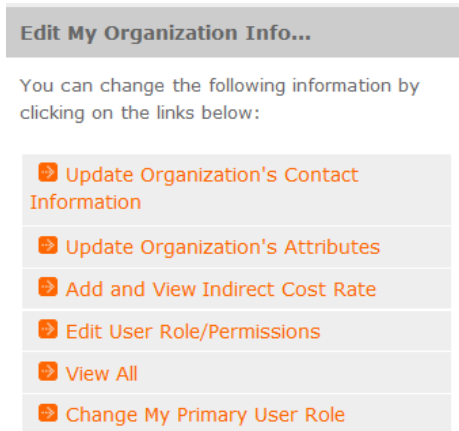 Edit My Organization Info...
You can change the following information by
clicking on the links below:
Update Organization's Contact
Information
Update Organization's Attributes
Add and View Indirect Cost Rate
Edit User Role/Permissions
View All
Change My Primary User Role